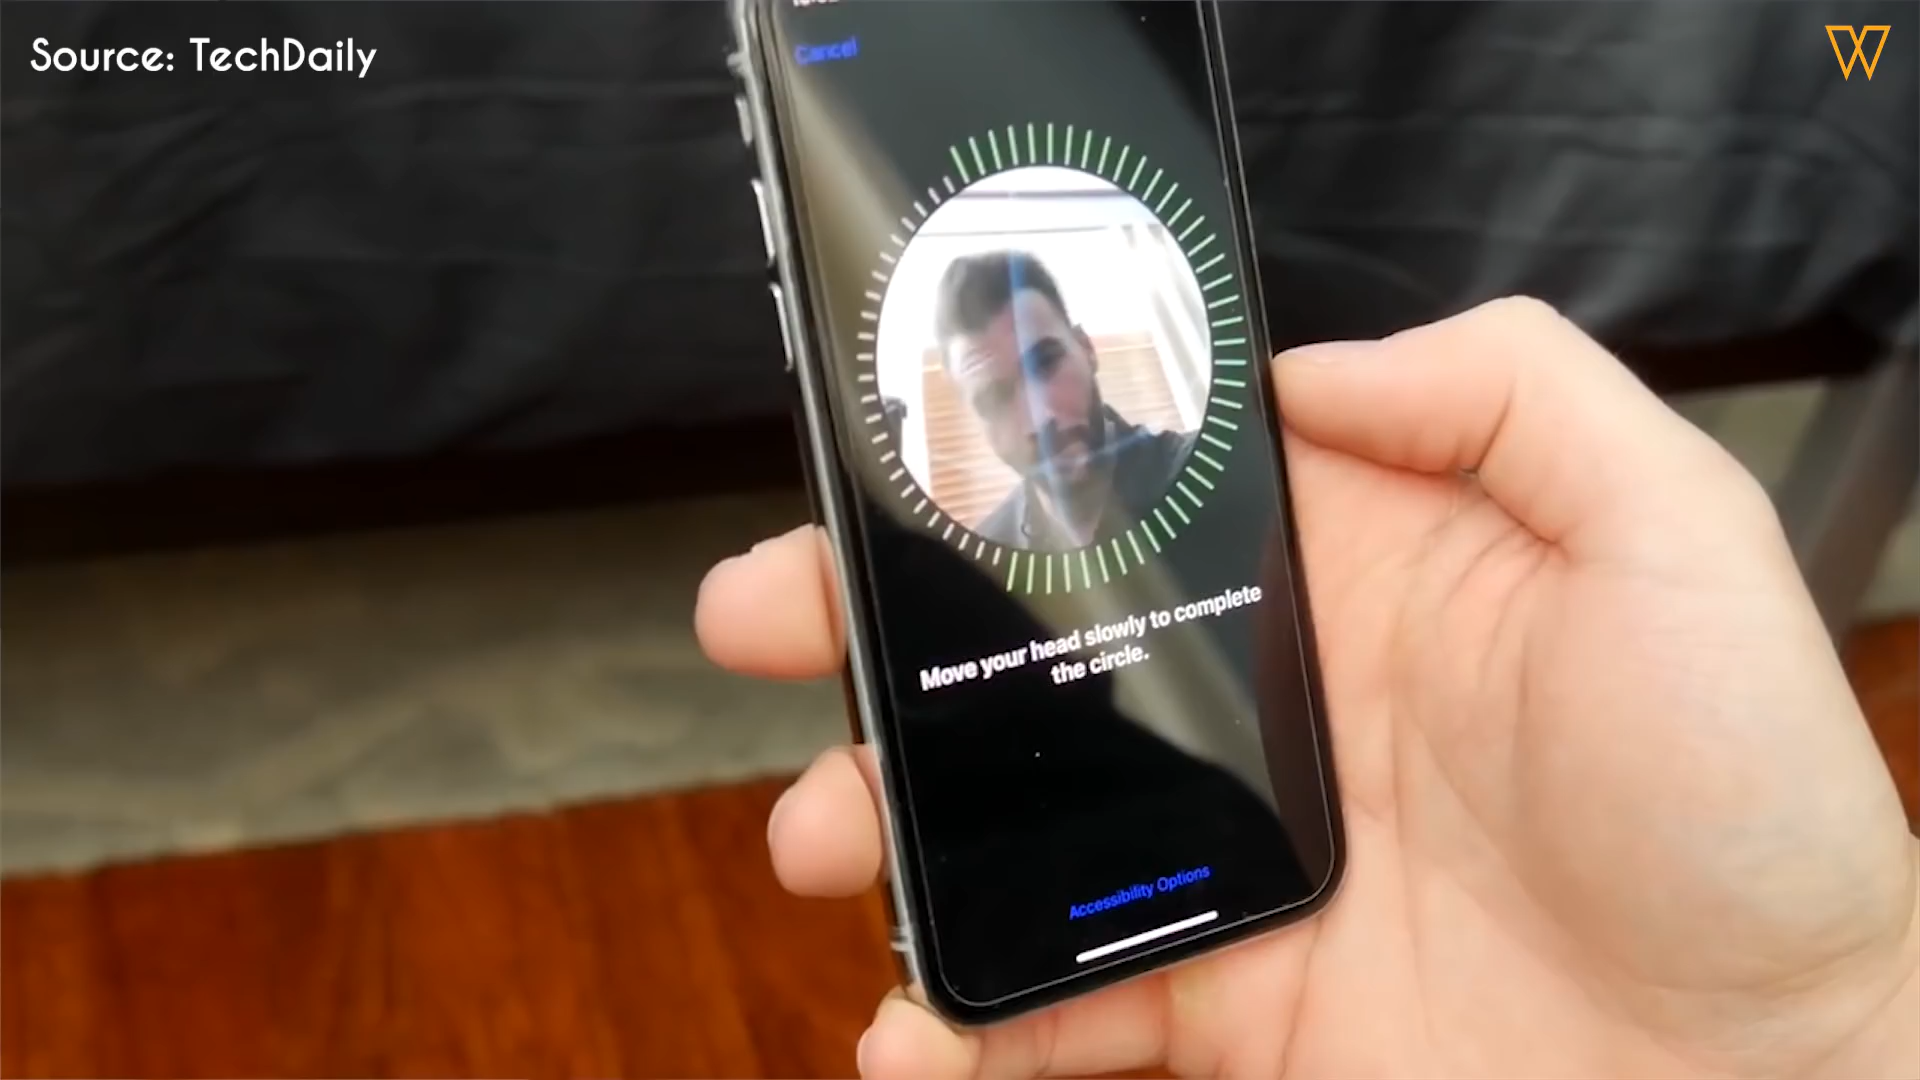 Source: TechDaily
W
Cancel
Move your head slowly to complete
the circle.
Accessibility Options